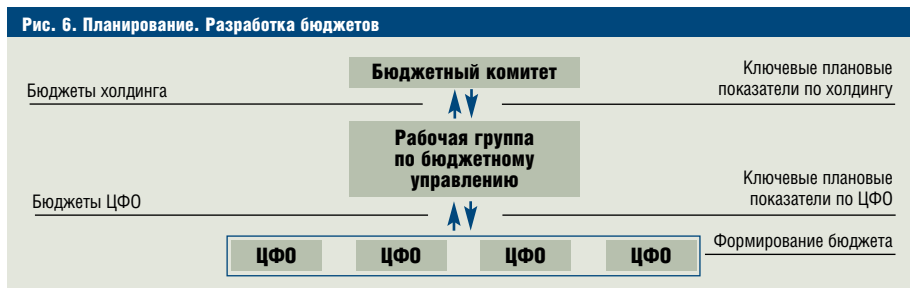 Рис. 6. Планирование. Разработка бюджетов
Бюджетный комитет
Ключевые плановые
показатели по холдингу
Бюджеты холдинга
Рабочая группа
по бюджетному
управлению
Ключевые плановые
показатели по ЦФО
Бюджеты ЦФО
Формирование бюджета
ЦФО ЦФО ЦФО ЦФО